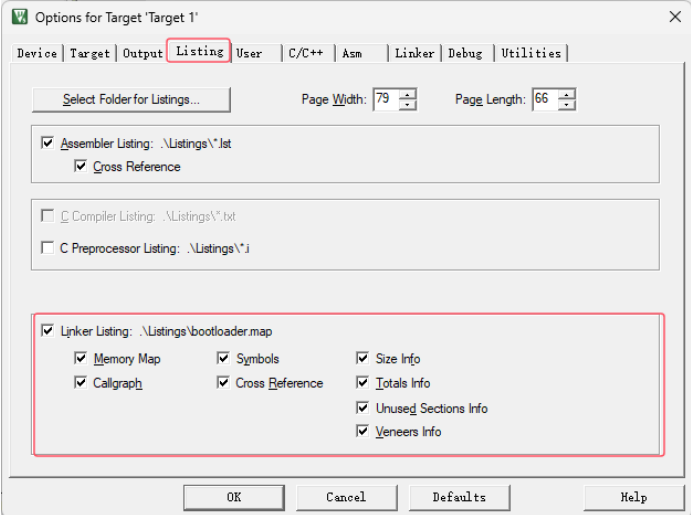 Options for Target 'Target 1'
Device Target Output Listing User C/C++ Asm Linker Debug Utilities
Select Folder for Listings... Page Width: 79 Page Length: 66
Assembler Listing: .\Listings\*.lst
Cross Reference
C Compiler Listing: .\Listings\*.txt
C Preprocessor Listing: .\Listings\*.i
Linker Listing: .\Listings\bootloader.map
Memory Map Symbols Size Info
Callgraph Cross Reference Totals Info
Unused Sections Info
Veneers Info
OK Cancel Defaults Help